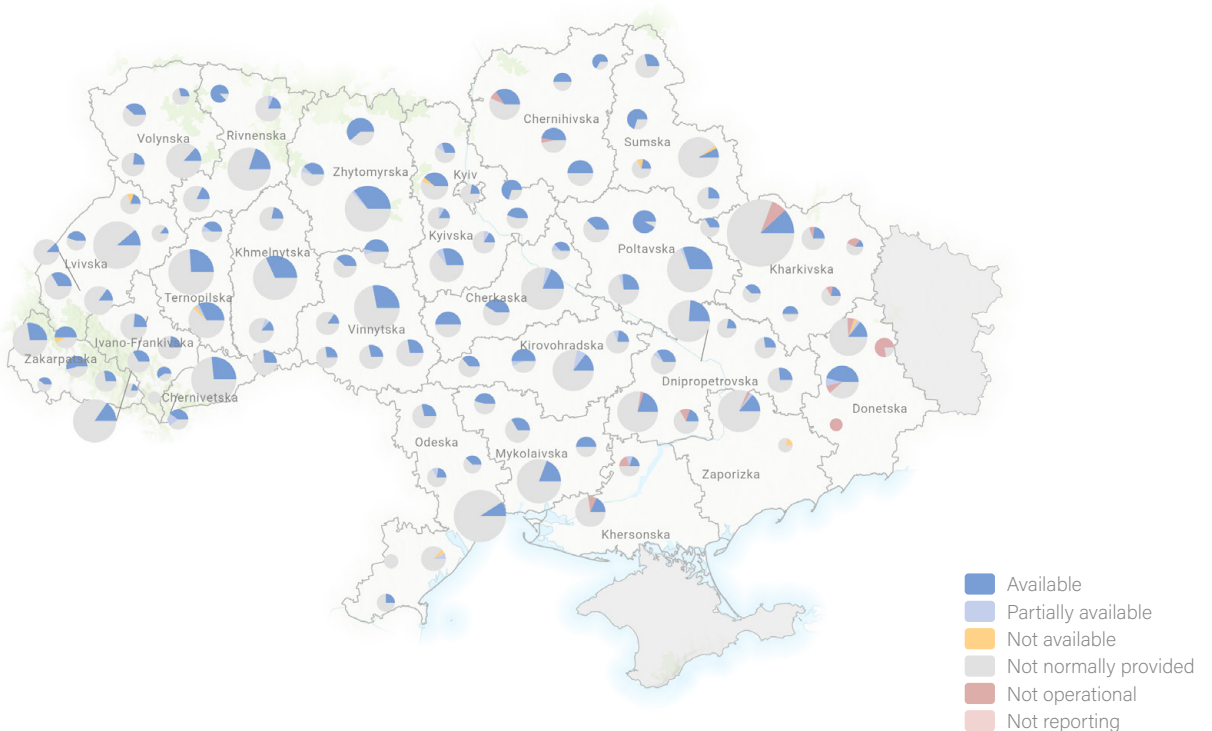 Chernihivska
Volynska
Rivnenska
Sumska
Zhytomyrska
Kyiv
Kyivska
Poltavska
Khmelnytska
Lvivska
Kharkivska
Ternopilska
Cherkaska
Vinnytska
Ivano-Frankivska
Kirovohradska
Zakarpatska
Dnipropetrovska
Chernivetska
Donetska
Odeska
Mykolaivska
Zaporizka
Khersonska
Available
Partially available
Not available
Not normally provided
Not operational
Not reporting